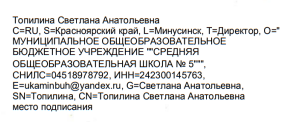 Топилина Светлана Анатольевна
C=RU, S=Красноярский край, L=Минусинск, T=Директор, O="
МУНИЦИПАЛЬНОЕ ОБЩЕОБРАЗОВАТЕЛЬНОЕ
БЮДЖЕТНОЕ УЧРЕЖДЕНИЕ ""СРЕДНЯЯ
ОБЩЕОБРАЗОВАТЕЛЬНАЯ ШКОЛА № 5""",
СНИЛС=04518978792, ИНН=242300145763,
E=ukaminbuh@yandex.ru, G=Светлана Анатольевна,
SN=Топилина, CN=Топилина Светлана Анатольевна
место подписания